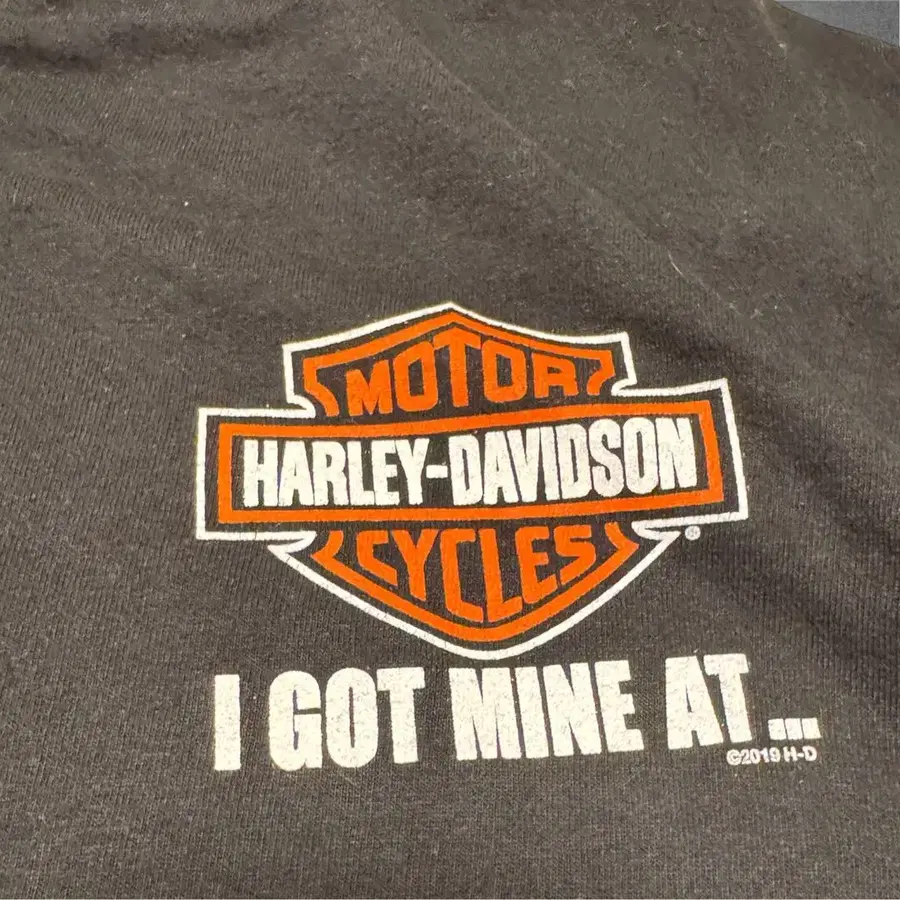 MOTOR
HARLEY-DAVIDSON
CYCLES
®
I GOT MINE AT...
©2019 H-D